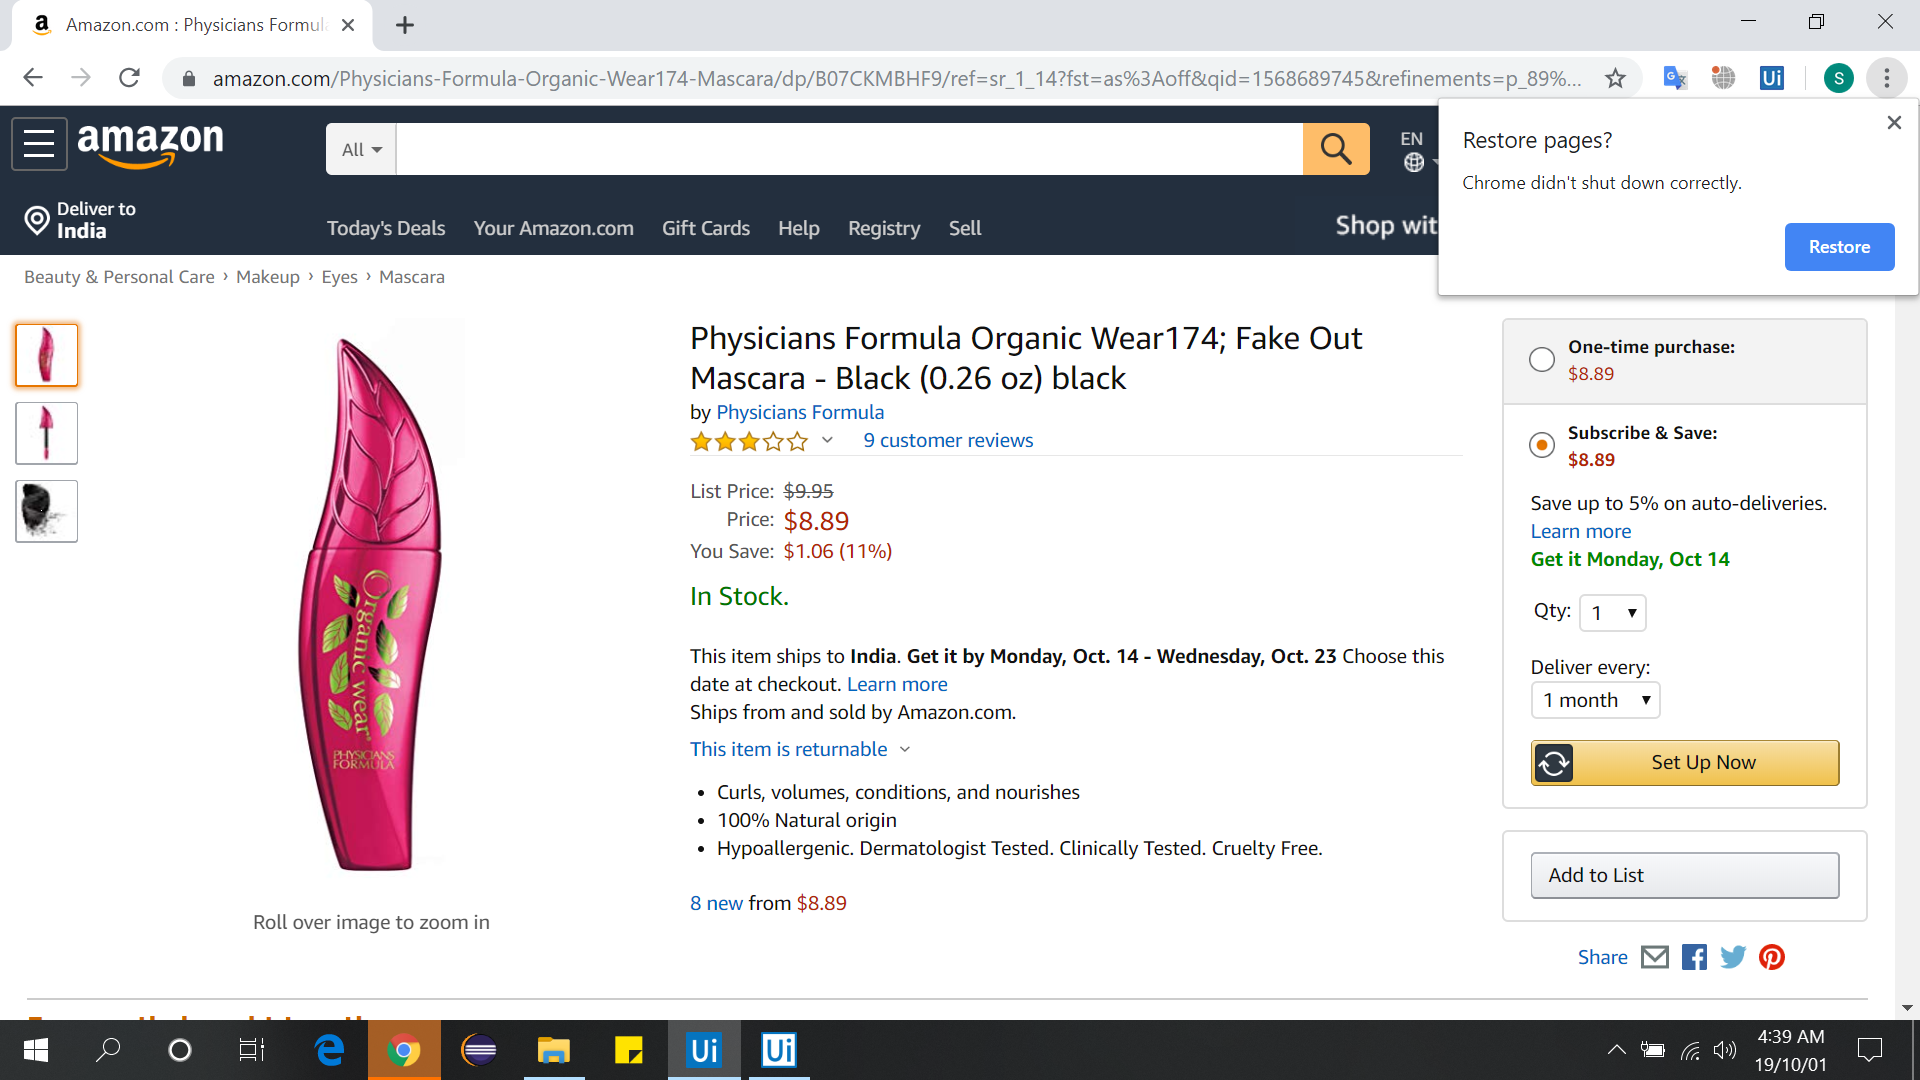 Amazon.com : Physicians Formul
amazon.com/Physicians-Formula-Organic-Wear174-Mascara/dp/B07CKMBHF9/ref=sr_1_14?fst=as%3Aoff&qid=1568689745&refinements=p_89%...
S
Restore pages?
Chrome didn't shut down correctly.
Restore
amazon
All
EN
Deliver to
India
Today's Deals
Your Amazon.com
Gift Cards
Help
Registry
Sell
Shop wit
Beauty & Personal Care › Makeup › Eyes › Mascara
Organic wear®
PHYSICIANS
FORMULA
Roll over image to zoom in
Physicians Formula Organic Wear174; Fake Out
Mascara - Black (0.26 oz) black
by Physicians Formula
9 customer reviews
List Price: $9.95
Price: $8.89
You Save: $1.06 (11%)
In Stock.
This item ships to India. Get it by Monday, Oct. 14 - Wednesday, Oct. 23 Choose this
date at checkout. Learn more
Ships from and sold by Amazon.com.
This item is returnable
• Curls, volumes, conditions, and nourishes
• 100% Natural origin
• Hypoallergenic. Dermatologist Tested. Clinically Tested. Cruelty Free.
8 new from $8.89
One-time purchase:
$8.89
Subscribe & Save:
$8.89
Save up to 5% on auto-deliveries.
Learn more
Get it Monday, Oct 14
Qty: 1
Deliver every:
1 month
Set Up Now
Add to List
Share
Ui
Ui
Ui
4:39 AM
19/10/01